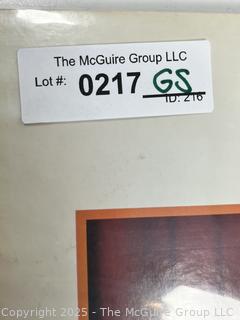 The McGuire Group LLC
Lot #: 0217 GS
ID: 216
Copyright 2025 - The McGuire Group LLC